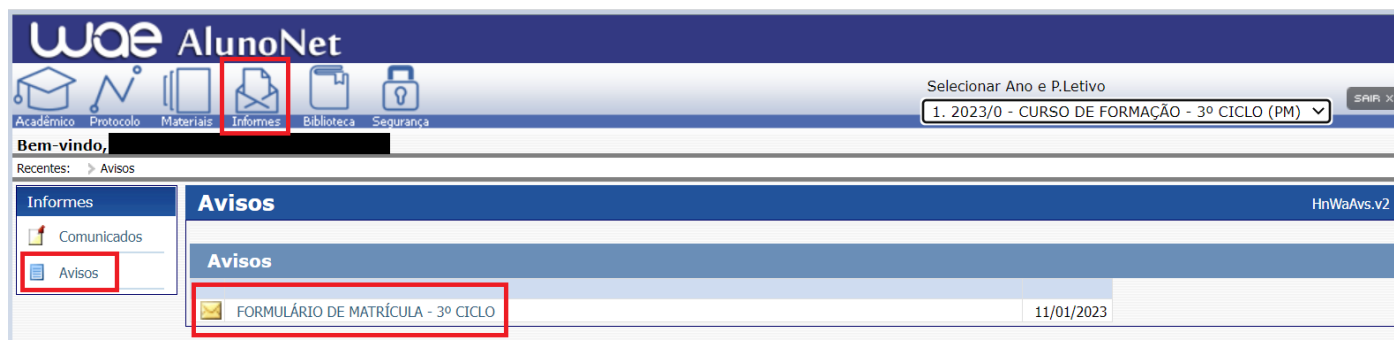 wae AlunoNet
Selecionar Ano e P.Letivo
1. 2023/0 - CURSO DE FORMAÇÃO - 3º CICLO (PM)
SAIR X
Acadêmico Protocolo Materiais Informes Biblioteca Segurança
Bem-vindo,
Recentes: Avisos
Informes
Comunicados
Avisos
Avisos HnWaAvs.v2
Avisos
FORMULÁRIO DE MATRÍCULA - 3º CICLO 11/01/2023